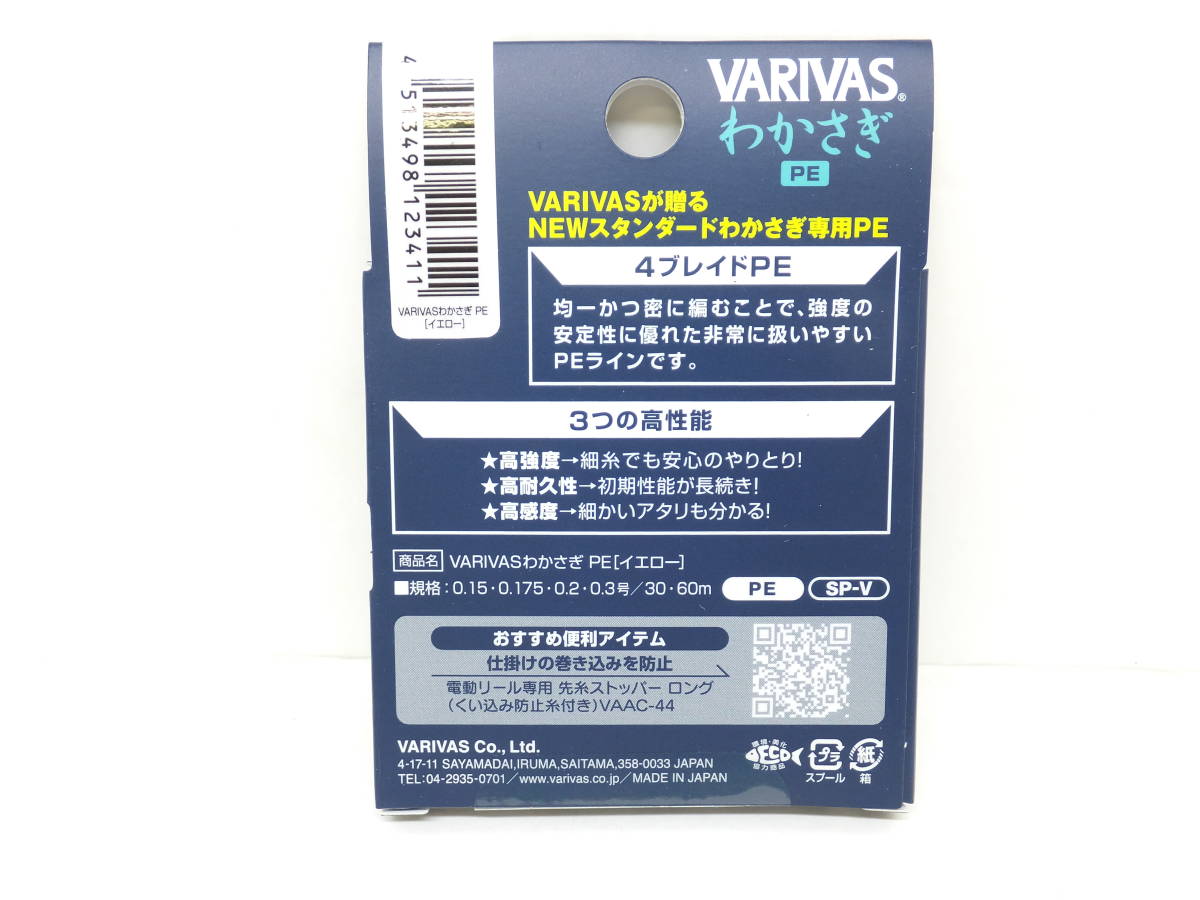 4 513498 123411
VARIVASわかさぎ PE
[イエロー]
VARIVAS®
わかさぎ
PE
VARIVASが贈る
NEWスタンダードわかさぎ専用PE
4ブレイドPE
均一かつ密に編むことで、強度の
安定性に優れた非常に扱いやすい
PEラインです。
3つの高性能
★高強度→細糸でも安心のやりとり!
★高耐久性→初期性能が長続き!
★高感度→細かいアタリも分かる!
商品名 VARIVASわかさぎ PE[イエロー]
■規格:0.15・0.175・0.2・0.3号/30・60m PE SP-V
おすすめ便利アイテム
仕掛けの巻き込みを防止
電動リール専用 先糸ストッパー ロング
(くい込み防止糸付き)VAAC-44
VARIVAS Co., Ltd.
4-17-11 SAYAMADAI,IRUMA,SAITAMA,358-0033 JAPAN
TEL:04-2935-0701/www.varivas.co.jp/MADE IN JAPAN
環境・美化
ECO
協力商品
プラ
スプール
紙
箱